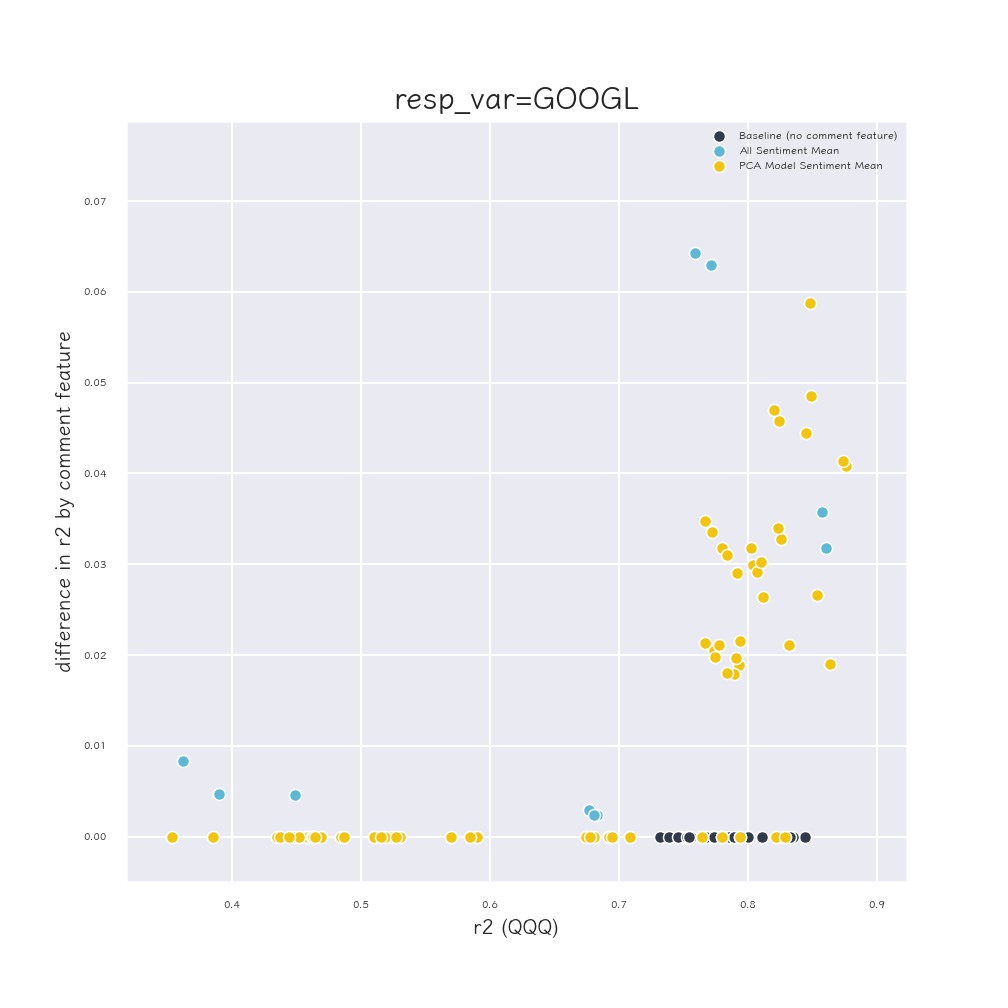 resp_var=GOOGL
Baseline (no comment feature)
All Sentiment Mean
PCA Model Sentiment Mean
difference in r2 by comment feature
0.07
0.06
0.05
0.04
0.03
0.02
0.01
0.00
0.4 0.5 0.6 0.7 0.8 0.9
r2 (QQQ)